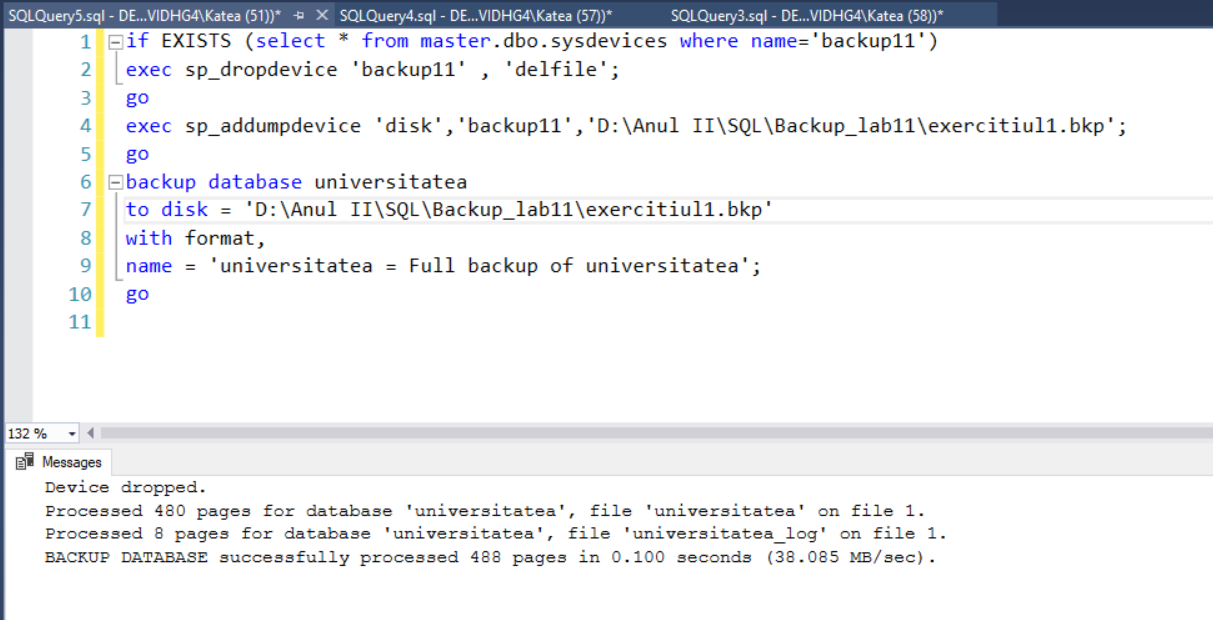 SQLQuery5.sql - DE...VIDHG4\Katea (51))* SQLQuery4.sql - DE...VIDHG4\Katea (57))* SQLQuery3.sql - DE...VIDHG4\Katea (58))*
1 if EXISTS (select * from master.dbo.sysdevices where name='backup11')
2 exec sp_dropdevice 'backup11' , 'delfile';
3 go
4 exec sp_addumpdevice 'disk','backup11','D:\Anul II\SQL\Backup_lab11\exercitiul1.bkp';
5 go
6 backup database universitatea
7 to disk = 'D:\Anul II\SQL\Backup_lab11\exercitiul1.bkp'
8 with format,
9 name = 'universitatea = Full backup of universitatea';
10 go
11
132 %
Messages
Device dropped.
Processed 480 pages for database 'universitatea', file 'universitatea' on file 1.
Processed 8 pages for database 'universitatea', file 'universitatea_log' on file 1.
BACKUP DATABASE successfully processed 488 pages in 0.100 seconds (38.085 MB/sec).